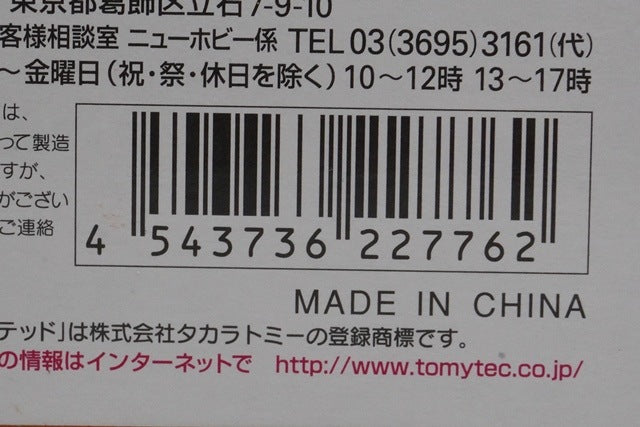 東京都葛飾区立石7-9-10
客様相談室 ニューホビー係 TEL 03(3695)3161(代)
～金曜日(祝・祭・休日を除く)10～12時 13～17時
は、
って製造
すが、
がござい
ご連絡
4 543736 227762
MADE IN CHINA
テッド」は株式会社タカラトミーの登録商標です。
の情報はインターネットで http://www.tomytec.co.jp/